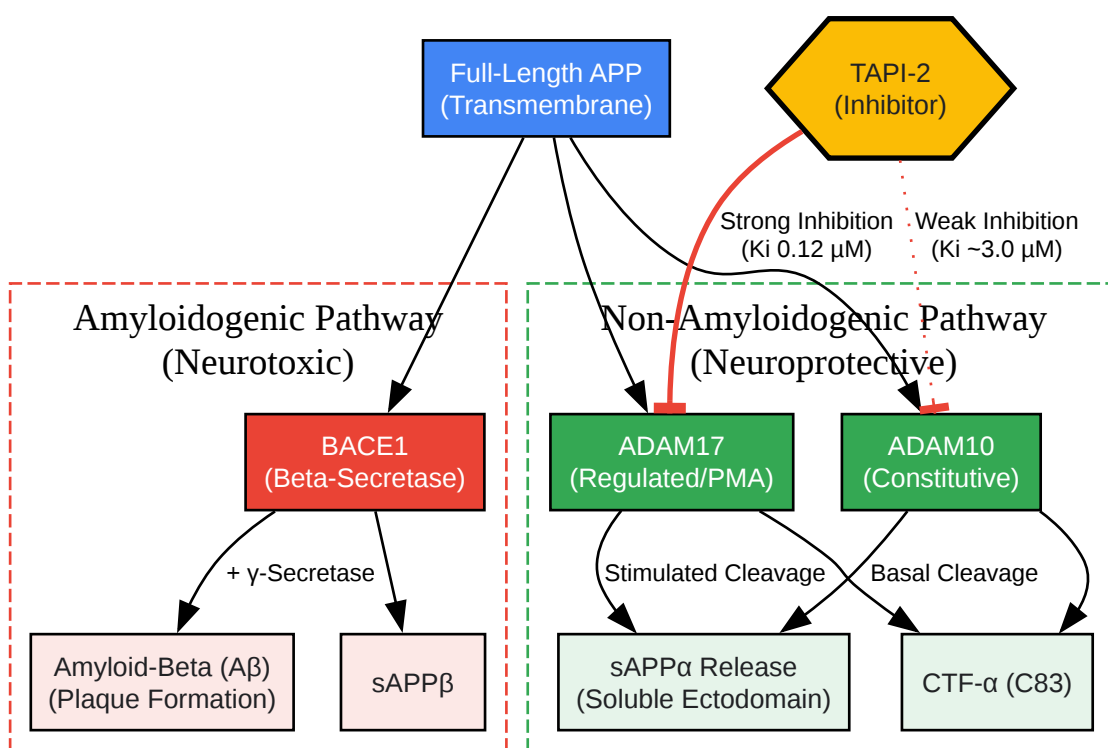 Full-Length APP
(Transmembrane)
TAPI-2
(Inhibitor)
Strong Inhibition
(Ki 0.12 µM)
Weak Inhibition
(Ki ~3.0 µM)
Amyloidogenic Pathway
(Neurotoxic)
Non-Amyloidogenic Pathway
(Neuroprotective)
BACE1
(Beta-Secretase)
ADAM17
(Regulated/PMA)
ADAM10
(Constitutive)
+ γ-Secretase
Stimulated Cleavage
Basal Cleavage
Amyloid-Beta (Aβ)
(Plaque Formation)
sAPPβ
sAPPα Release
(Soluble Ectodomain)
CTF-α (C83)